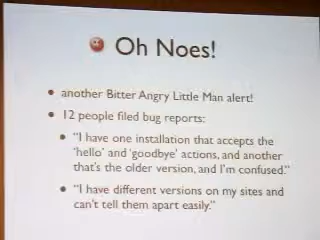 Oh Noes!
• another Bitter Angry Little Man alert!
• 12 people filed bug reports:
• "I have one installation that accepts the
'hello' and 'goodbye' actions, and another
that's the older version, and I'm confused."
• "I have different versions on my sites and
can't tell them apart easily."